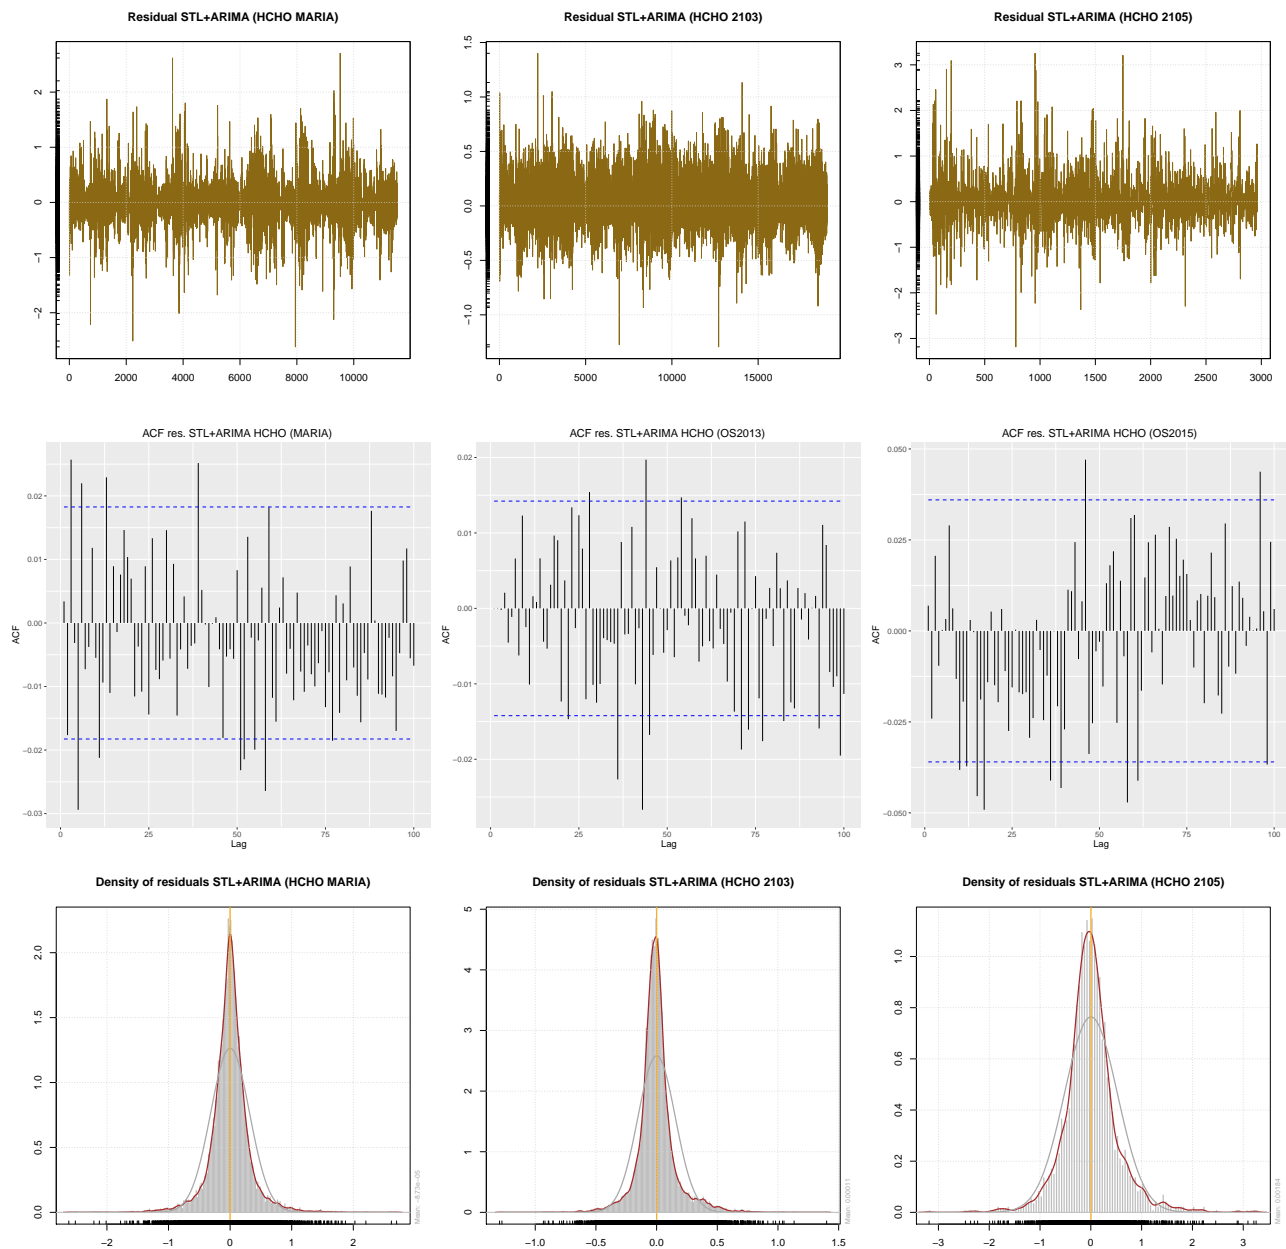 Residual STL+ARIMA (HCHO MARIA)
2
1
0
−1
−2
0 2000 4000 6000 8000 10000
Residual STL+ARIMA (HCHO 2103)
1.5
1.0
0.5
0.0
−0.5
−1.0
0 5000 10000 15000
Residual STL+ARIMA (HCHO 2105)
3
2
1
0
−1
−2
−3
0 500 1000 1500 2000 2500 3000
ACF res. STL+ARIMA HCHO (MARIA)
ACF
0.02
0.01
0.00
−0.01
−0.02
−0.03
0 25 50 75 100
Lag
ACF res. STL+ARIMA HCHO (OS2013)
ACF
0.02
0.01
0.00
−0.01
−0.02
0 25 50 75 100
Lag
ACF res. STL+ARIMA HCHO (OS2015)
ACF
0.050
0.025
0.000
−0.025
−0.050
0 25 50 75 100
Lag
Density of residuals STL+ARIMA (HCHO MARIA)
2.0
1.5
1.0
0.5
0.0
−2 −1 0 1 2
Mean: −8.73e−06
Density of residuals STL+ARIMA (HCHO 2103)
5
4
3
2
1
0
−1.0 −0.5 0.0 0.5 1.0 1.5
Mean: 0.00011
Density of residuals STL+ARIMA (HCHO 2105)
1.0
0.8
0.6
0.4
0.2
0.0
−3 −2 −1 0 1 2 3
Mean: 0.00184